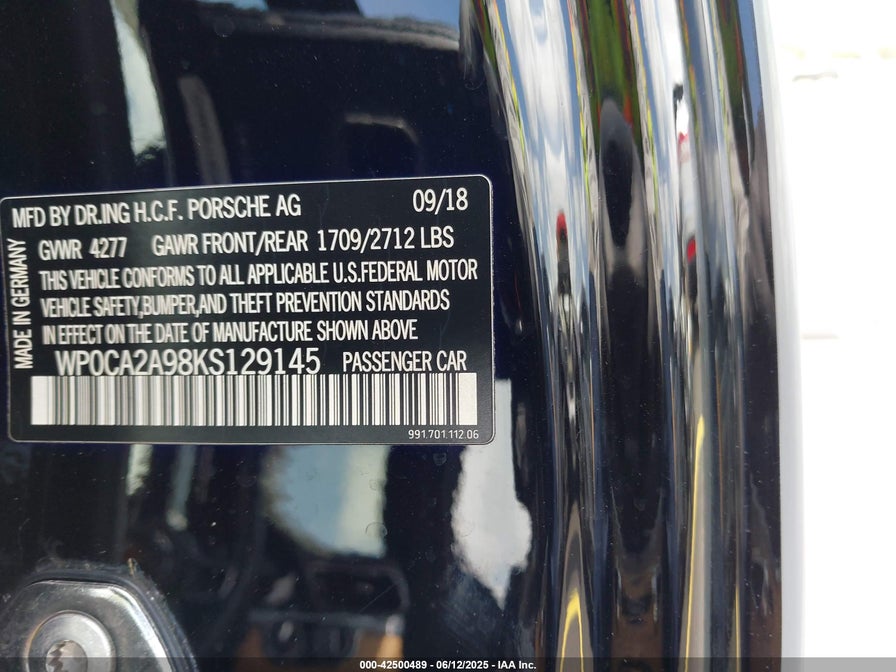 MFD BY DR.ING H.C.F. PORSCHE AG 09/18
GVWR 4277 GAWR FRONT/REAR 1709/2712 LBS
THIS VEHICLE CONFORMS TO ALL APPLICABLE U.S.FEDERAL MOTOR
VEHICLE SAFETY,BUMPER,AND THEFT PREVENTION STANDARDS
IN EFFECT ON THE DATE OF MANUFACTURE SHOWN ABOVE
WP0CA2A98KS129145 PASSENGER CAR
991.701.112.06
MADE IN GERMANY
000-42500489 - 06/12/2025 - IAA Inc.